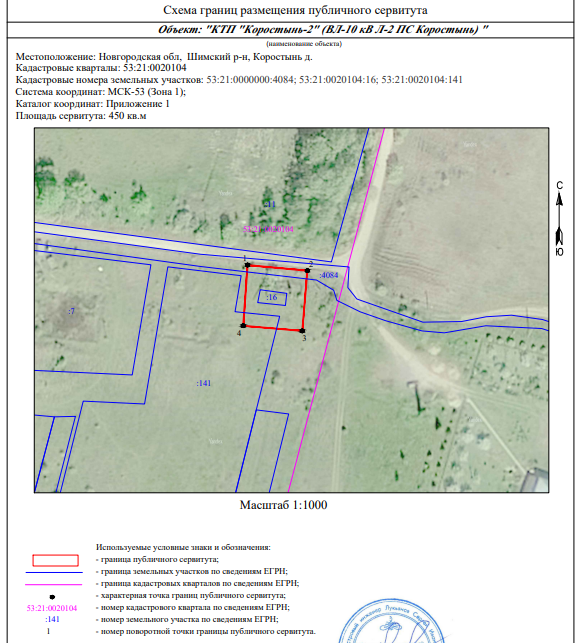 Схема границ размещения публичного сервитута
Объект: "КТП "Коростынь-2" (ВЛ-10 кВ Л-2 ПС Коростынь) "
(наименование объекта)
Местоположение: Новгородская обл, Шимский р-н, Коростынь д.
Кадастровые кварталы: 53:21:0020104
Кадастровые номера земельных участков: 53:21:0000000:4084; 53:21:0020104:16; 53:21:0020104:141
Система координат: МСК-53 (Зона 1);
Каталог координат: Приложение 1
Площадь сервитута: 450 кв.м
:11
С
53:21:0020104
Ю
1
2
:4084
:16
:7
4
3
:141
Масштаб 1:1000
Используемые условные знаки и обозначения:
- граница публичного сервитута;
- граница земельных участков по сведениям ЕГРН;
- граница кадастровых кварталов по сведениям ЕГРН;
- характерная точка границ публичного сервитута;
53:21:0020104 - номер кадастрового квартала по сведениям ЕГРН;
:141 - номер земельного участка по сведениям ЕГРН;
1 - номер поворотной точки границы публичного сервитута.
инженер Лукьянов